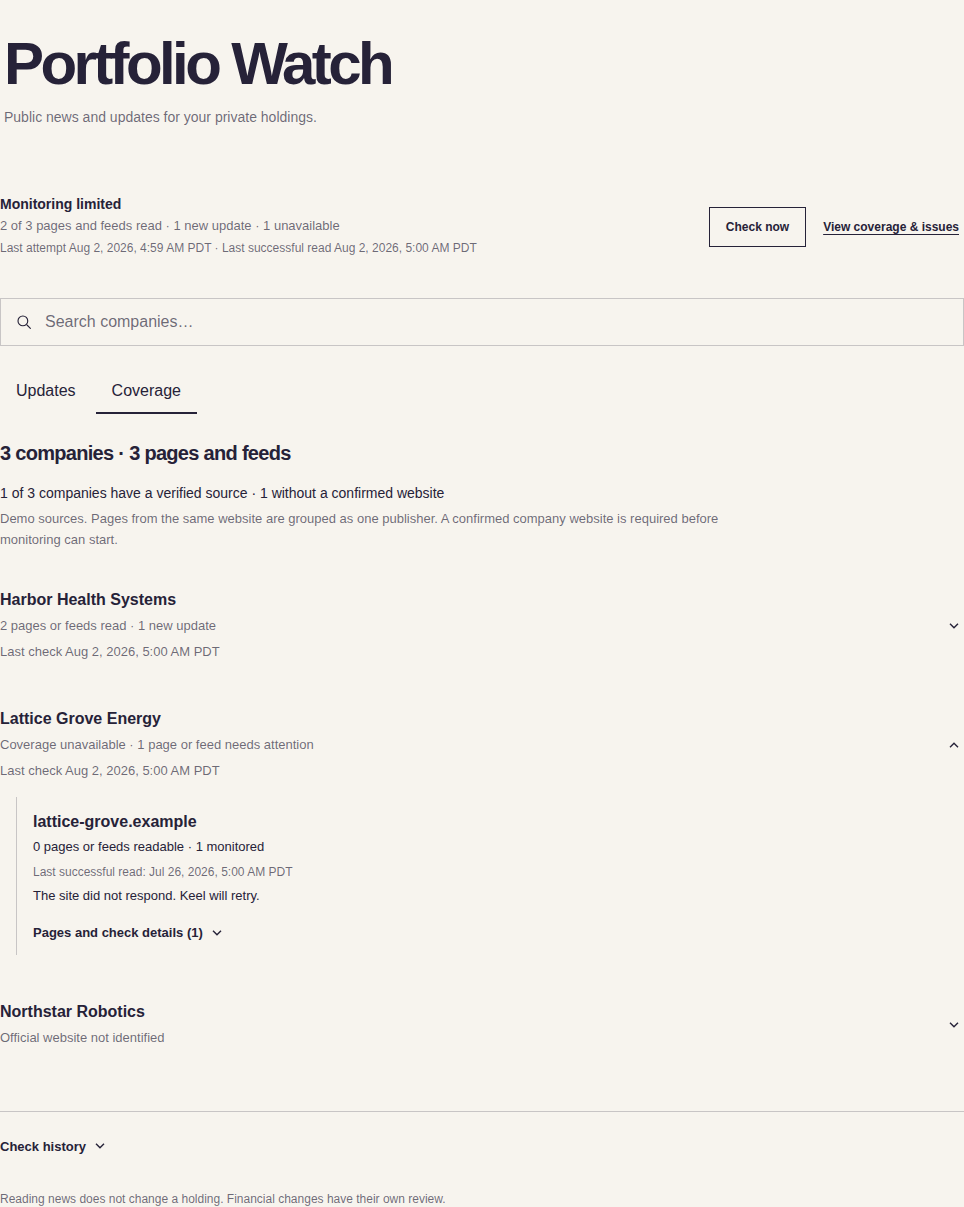 Portfolio Watch
Public news and updates for your private holdings.
Monitoring limited
2 of 3 pages and feeds read · 1 new update · 1 unavailable
Last attempt Aug 2, 2026, 4:59 AM PDT · Last successful read Aug 2, 2026, 5:00 AM PDT
Check now
View coverage & issues
Search companies…
Updates
Coverage
3 companies · 3 pages and feeds
1 of 3 companies have a verified source · 1 without a confirmed website
Demo sources. Pages from the same website are grouped as one publisher. A confirmed company website is required before
monitoring can start.
Harbor Health Systems
2 pages or feeds read · 1 new update
Last check Aug 2, 2026, 5:00 AM PDT
Lattice Grove Energy
Coverage unavailable · 1 page or feed needs attention
Last check Aug 2, 2026, 5:00 AM PDT
lattice-grove.example
0 pages or feeds readable · 1 monitored
Last successful read: Jul 26, 2026, 5:00 AM PDT
The site did not respond. Keel will retry.
Pages and check details (1)
Northstar Robotics
Official website not identified
Check history
Reading news does not change a holding. Financial changes have their own review.